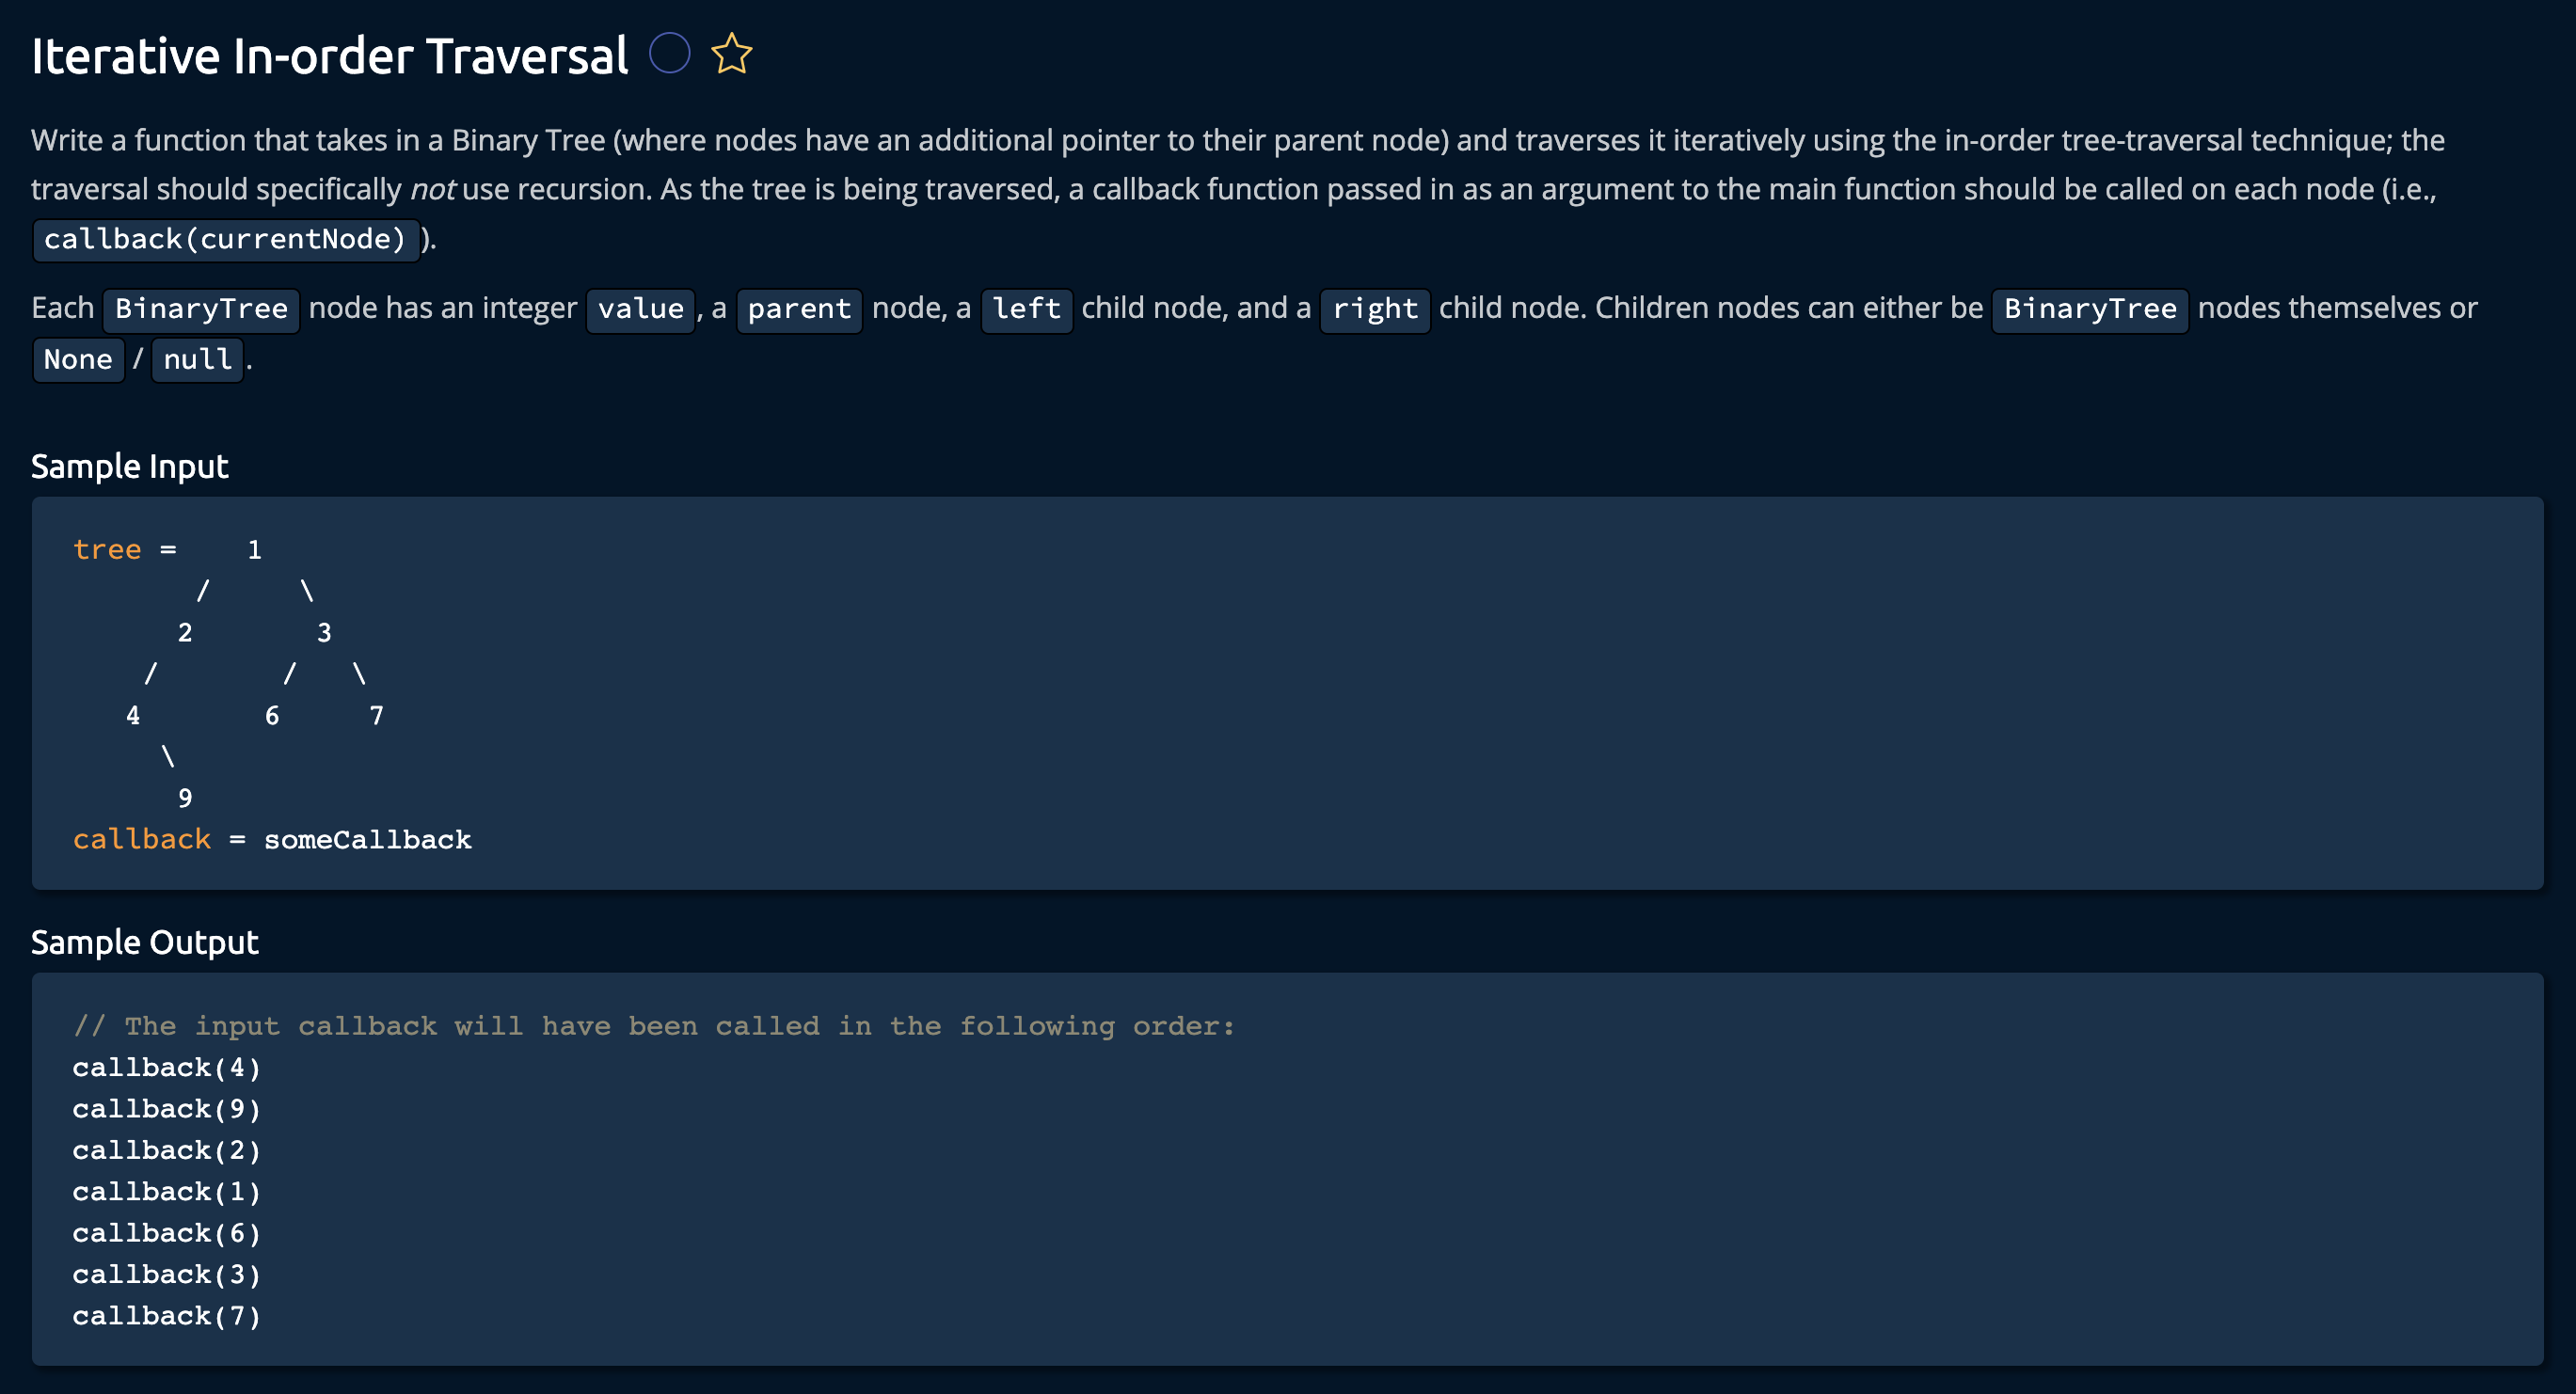 Iterative In-order Traversal
Write a function that takes in a Binary Tree (where nodes have an additional pointer to their parent node) and traverses it iteratively using the in-order tree-traversal technique; the
traversal should specifically not use recursion. As the tree is being traversed, a callback function passed in as an argument to the main function should be called on each node (i.e.,
callback(currentNode) ).
Each BinaryTree node has an integer value , a parent node, a left child node, and a right child node. Children nodes can either be BinaryTree nodes themselves or
None / null .
Sample Input
tree =    1
       /     \
      2       3
    /       /   \
   4       6     7
     \
      9
callback = someCallback
Sample Output
// The input callback will have been called in the following order:
callback(4)
callback(9)
callback(2)
callback(1)
callback(6)
callback(3)
callback(7)